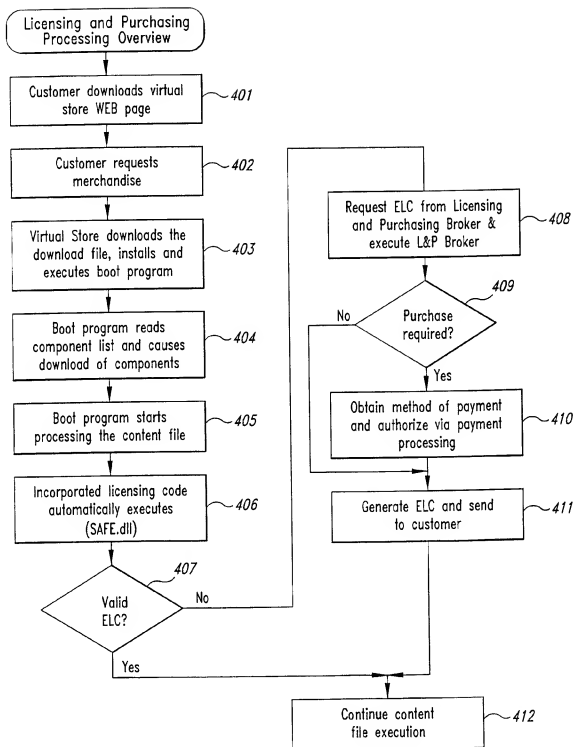 Licensing and Purchasing
Processing Overview
Customer downloads virtual
store WEB page
401
Customer requests
merchandise
402
Virtual Store downloads the
download file, installs and
executes boot program
403
Boot program reads
component list and causes
download of components
404
Boot program starts
processing the content file
405
Incorporated licensing code
automatically executes
(SAFE.dll)
406
407
Valid
ELC?
No
Yes
Request ELC from Licensing
and Purchasing Broker &
execute L&P Broker
408
409
Purchase
required?
No
Yes
Obtain method of payment
and authorize via payment
processing
410
Generate ELC and send
to customer
411
Continue content
file execution
412